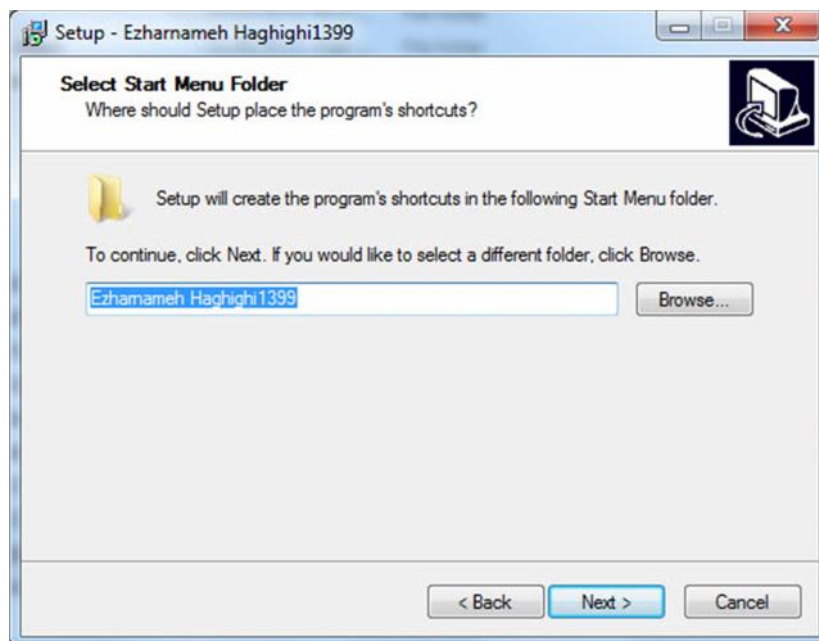 Setup - Ezharnameh Haghighi1399
Select Start Menu Folder
Where should Setup place the program's shortcuts?
Setup will create the program's shortcuts in the following Start Menu folder.
To continue, click Next. If you would like to select a different folder, click Browse.
Ezharnameh Haghighi1399
Browse...
< Back
Next >
Cancel